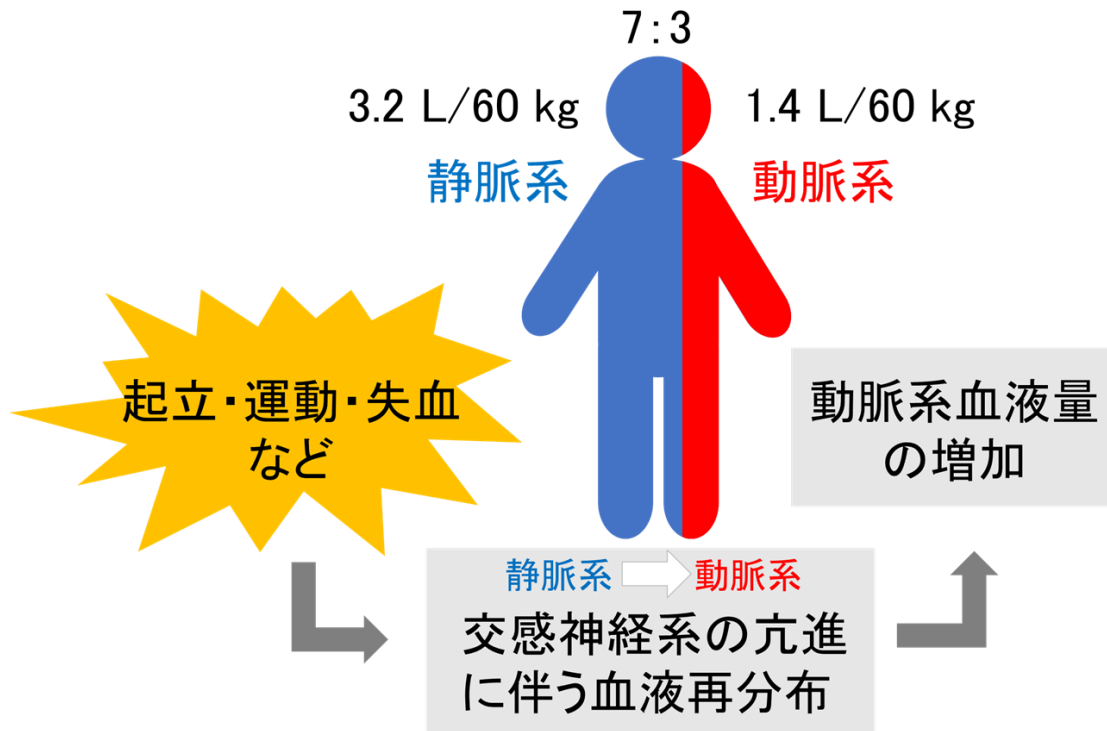 7:3
3.2 L/60 kg
1.4 L/60 kg
静脈系
動脈系
起立・運動・失血
など
動脈系血液量
の増加
静脈系
動脈系
交感神経系の亢進
に伴う血液再分布